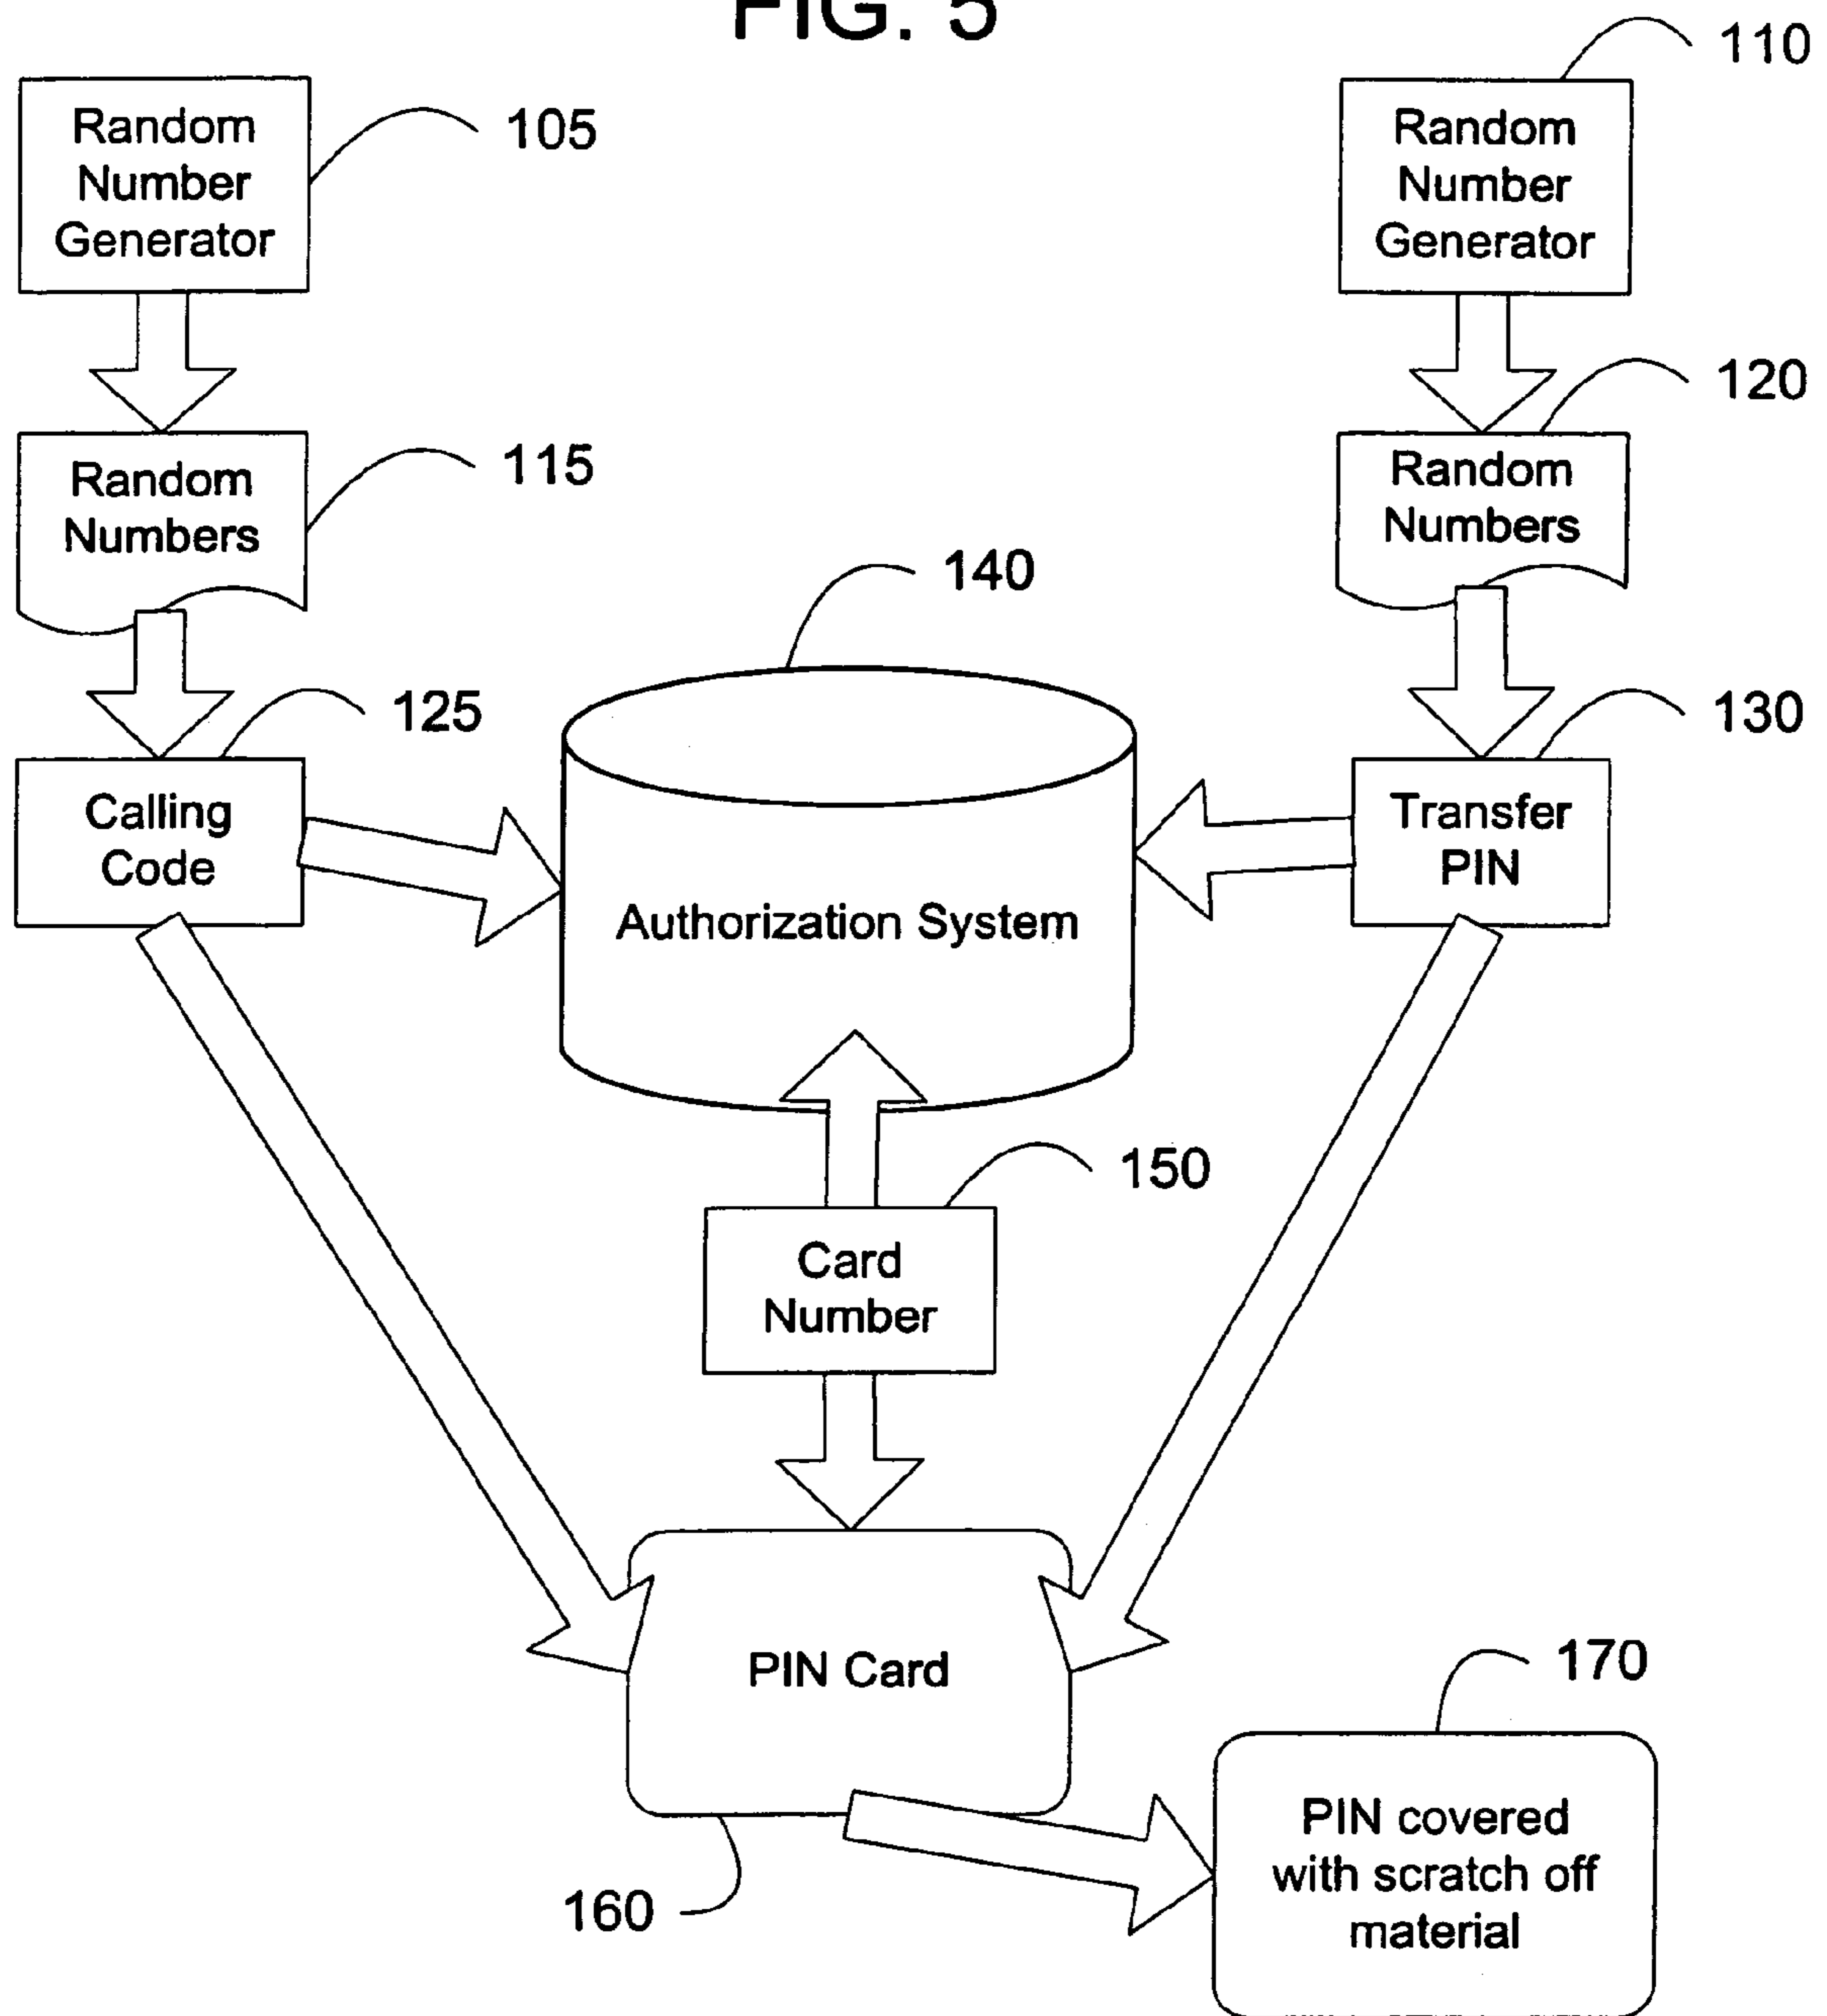 FIG. 5
110
Random
Number
Generator
105
Random
Number
Generator
120
Random
Numbers
115
Random
Numbers
140
125
130
Calling
Code
Transfer
PIN
Authorization System
150
Card
Number
PIN Card
170
160
PIN covered
with scratch off
material